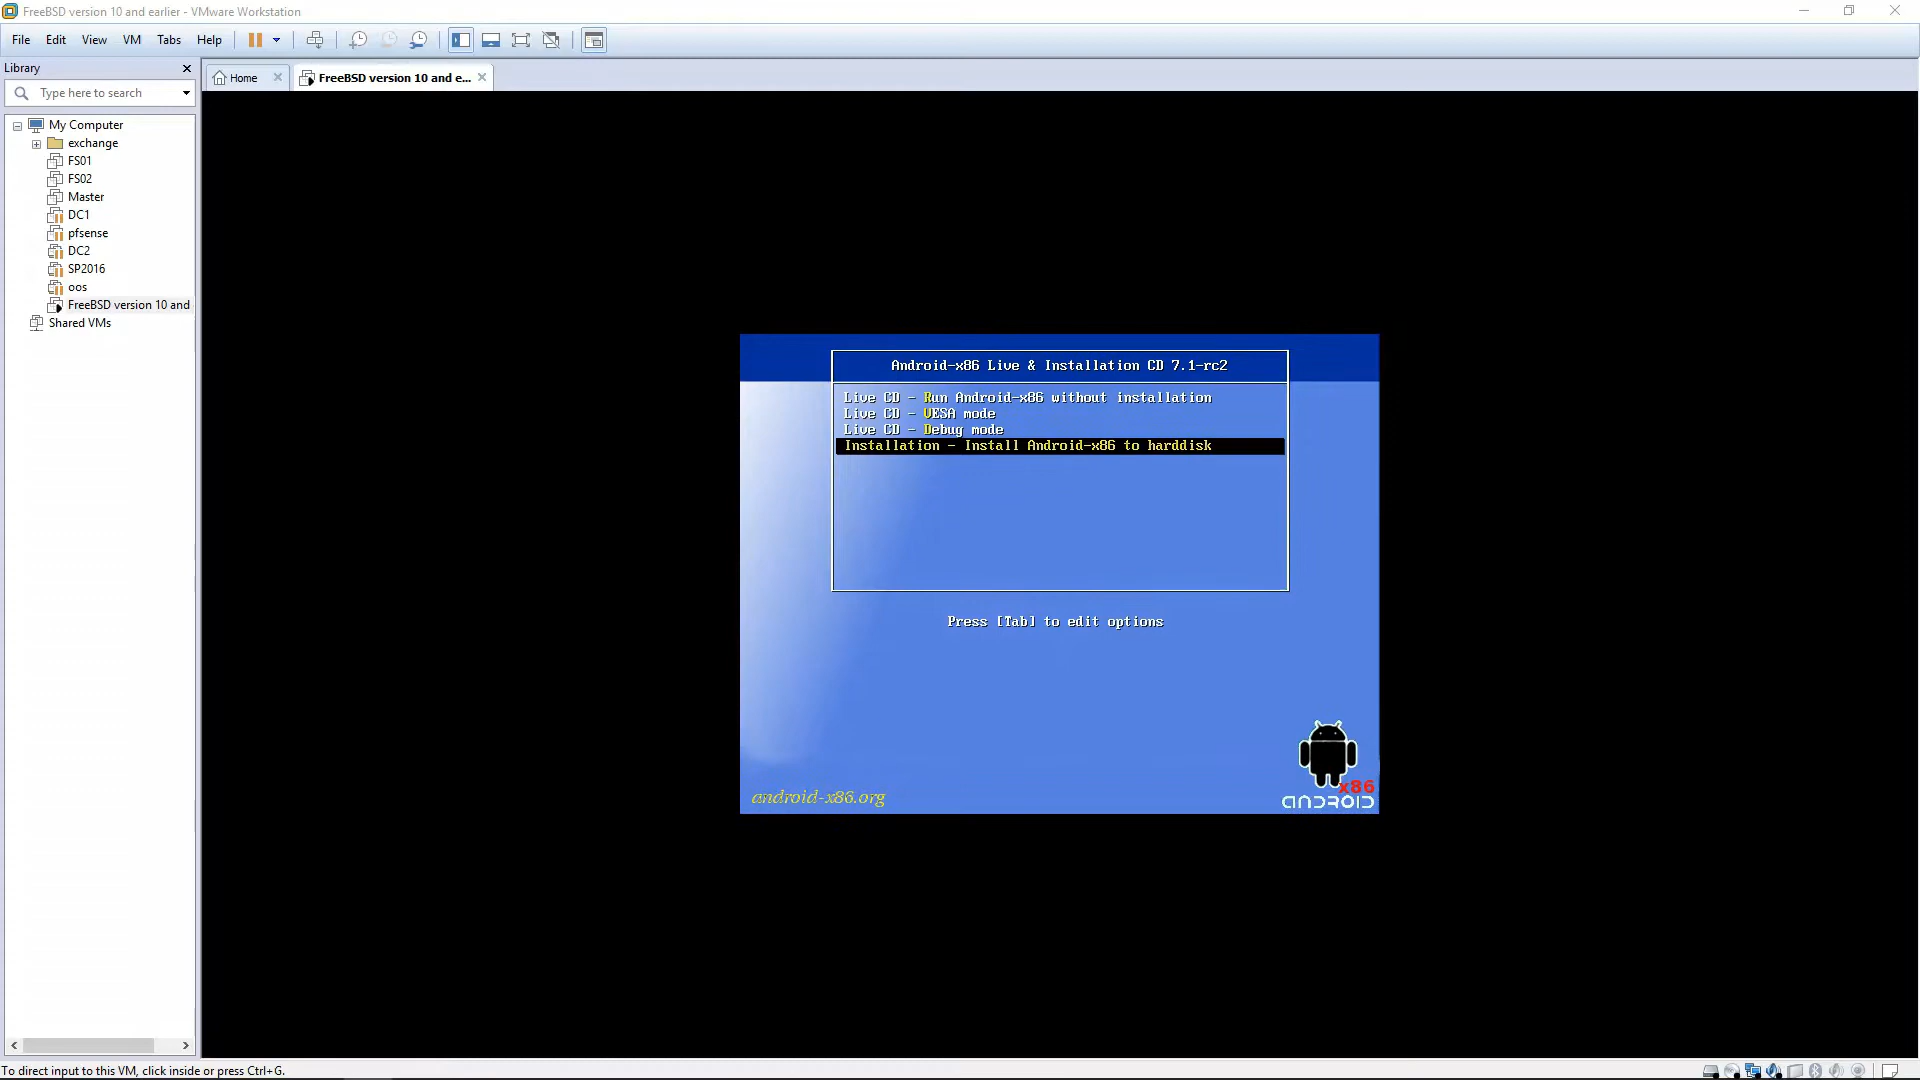 FreeBSD version 10 and earlier - VMware Workstation
File Edit View VM Tabs Help
Library
Type here to search
My Computer
exchange
FS01
FS02
Master
DC1
pfsense
DC2
SP2016
oos
FreeBSD version 10 and
Shared VMs
Home
FreeBSD version 10 and e...
Android-x86 Live & Installation CD 7.1-rc2
Live CD - Run Android-x86 without installation
Live CD - VESA mode
Live CD - Debug mode
Installation - Install Android-x86 to harddisk
Press [Tab] to edit options
android-x86.org
x86
ANDROID
To direct input to this VM, click inside or press Ctrl+G.